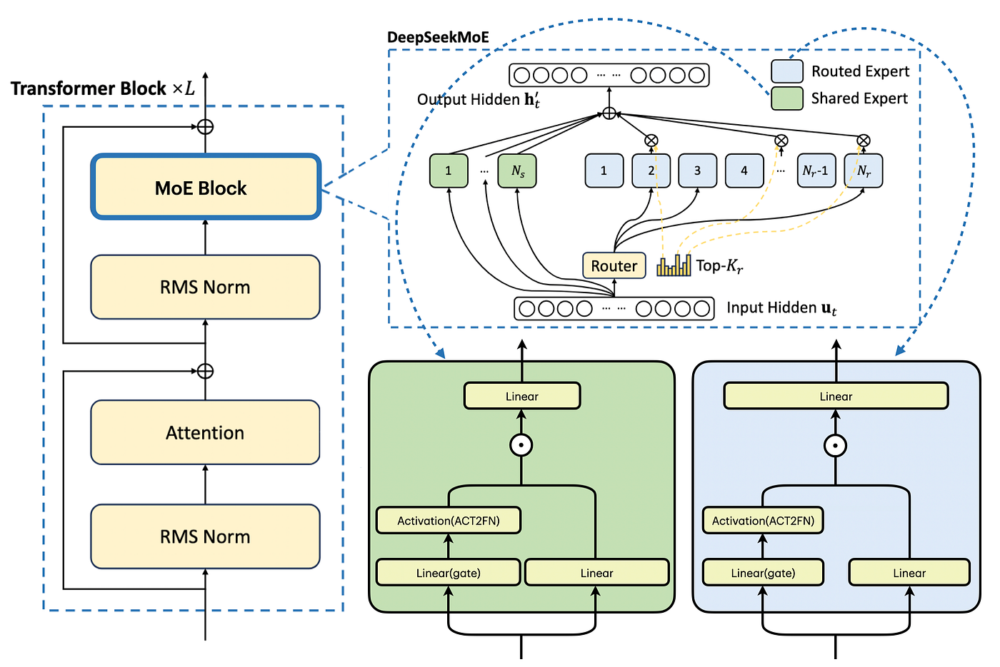 DeepSeekMoE
Transformer Block ×L
MoE Block
RMS Norm
Attention
RMS Norm
... ...
Routed Expert
Shared Expert
Output Hidden h′ₜ
1
...
Nₛ
1
2
3
4
...
Nᵣ-1
Nᵣ
Router
Top-Kᵣ
... ...
Input Hidden uₜ
Linear
Activation(ACT2FN)
Linear(gate)
Linear
Linear
Activation(ACT2FN)
Linear(gate)
Linear